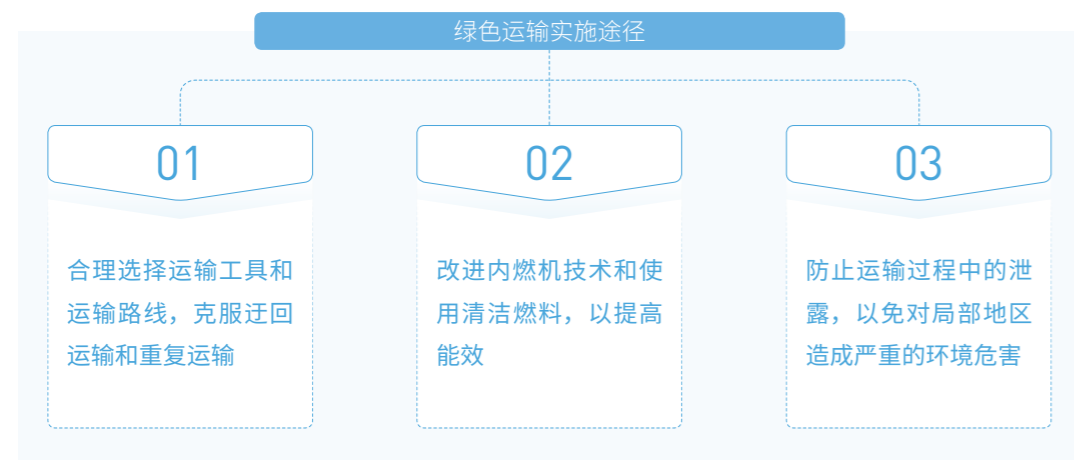 绿色运输实施途径
01
合理选择运输工具和
运输路线，克服迂回
运输和重复运输
02
改进内燃机技术和使
用清洁燃料，以提高
能效
03
防止运输过程中的泄
露，以免对局部地区
造成严重的环境危害